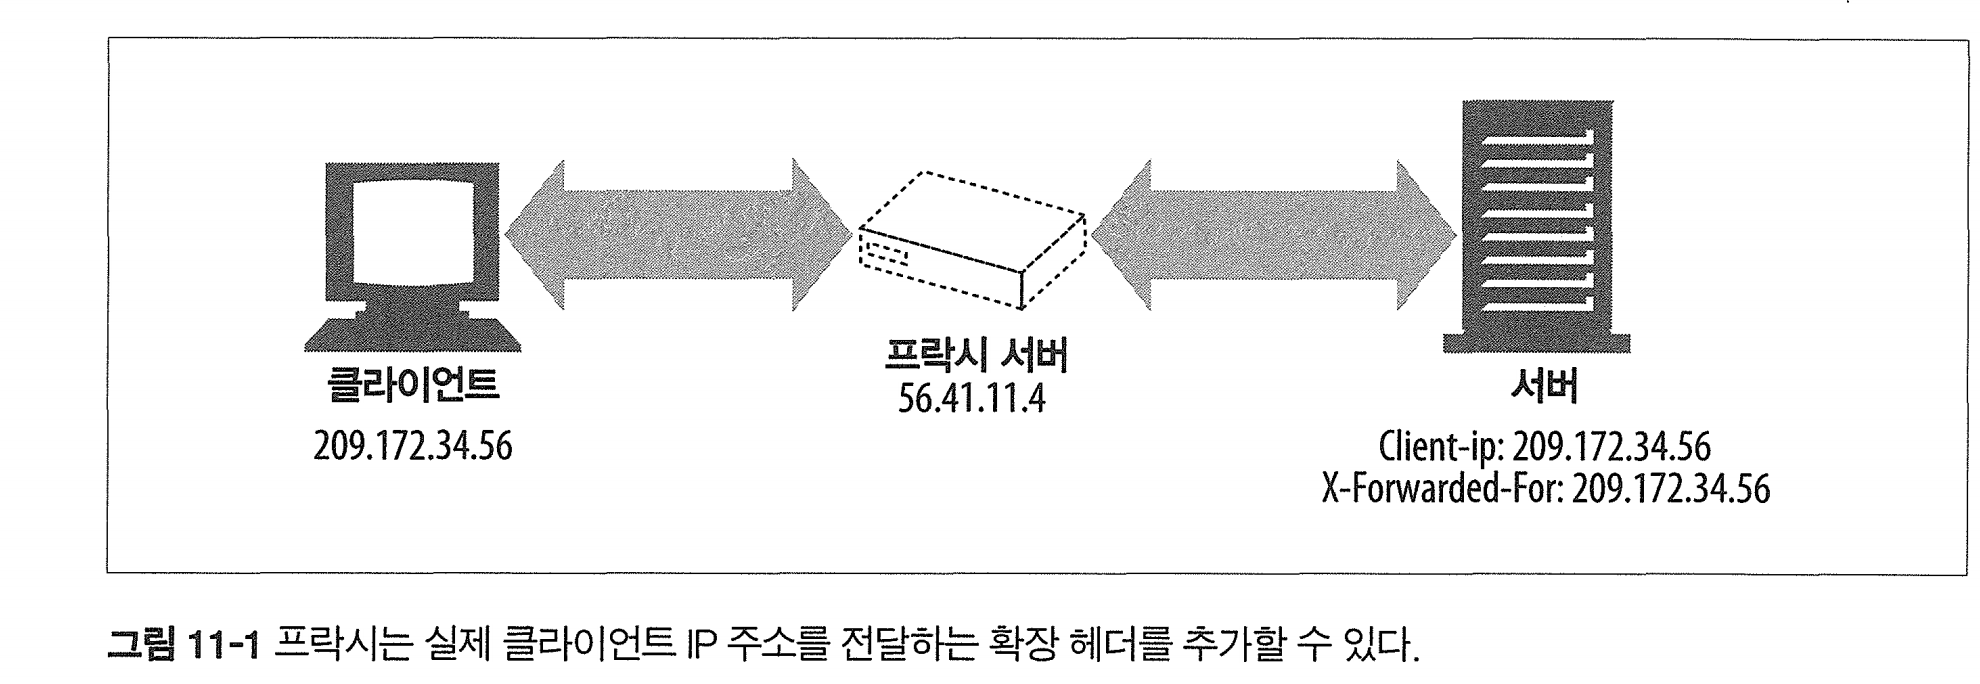 클라이언트
209.172.34.56
프락시 서버
56.41.11.4
서버
Client-ip: 209.172.34.56
X-Forwarded-For: 209.172.34.56
그림 11-1 프락시는 실제 클라이언트 IP 주소를 전달하는 확장 헤더를 추가할 수 있다.